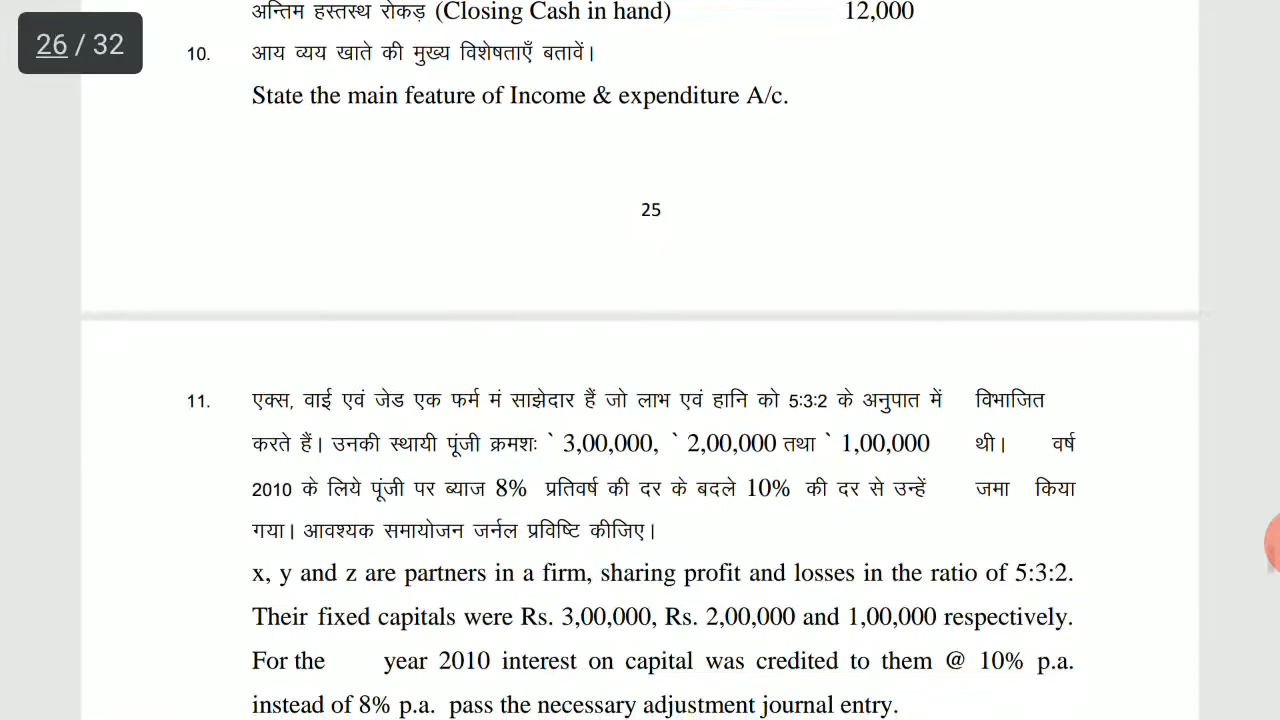 अन्तिम हस्तस्थ रोकड़ (Closing Cash in hand) 12,000
26 / 32
10. आय व्यय खाते की मुख्य विशेषताएँ बतावें।
State the main feature of Income & expenditure A/c.
25
11. एक्स, वाई एवं जेड एक फर्म मं साझेदार हैं जो लाभ एवं हानि को 5:3:2 के अनुपात में विभाजित
करते हैं। उनकी स्थायी पूंजी क्रमशः ` 3,00,000, ` 2,00,000 तथा ` 1,00,000 थी। वर्ष
2010 के लिये पूंजी पर ब्याज 8% प्रतिवर्ष की दर के बदले 10% की दर से उन्हें जमा किया
गया। आवश्यक समायोजन जर्नल प्रविष्टि कीजिए।
x, y and z are partners in a firm, sharing profit and losses in the ratio of 5:3:2.
Their fixed capitals were Rs. 3,00,000, Rs. 2,00,000 and 1,00,000 respectively.
For the year 2010 interest on capital was credited to them @ 10% p.a.
instead of 8% p.a. pass the necessary adjustment journal entry.